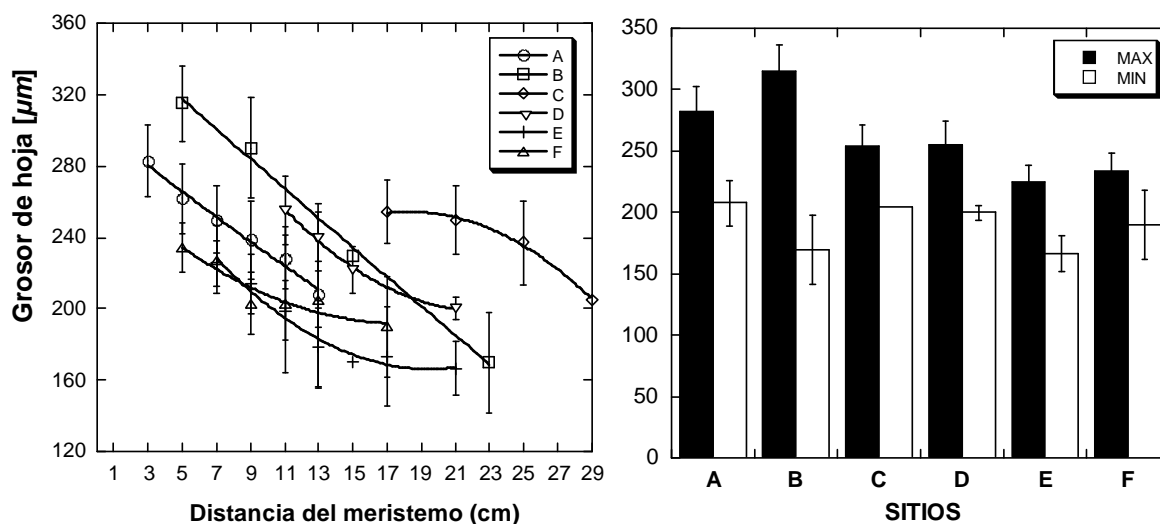 Grosor de hoja [µm]
360
320
280
240
200
160
120
A
B
C
D
E
F
1 3 5 7 9 11 13 15 17 19 21 23 25 27 29
Distancia del meristemo (cm)
350
300
250
200
150
100
50
0
MAX
MIN
A B C D E F
SITIOS